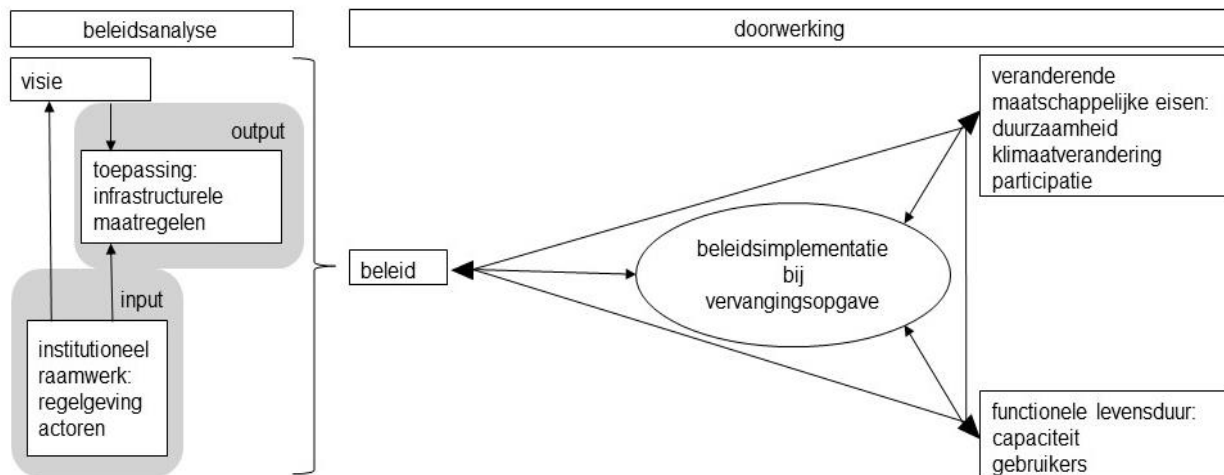 beleidsanalyse
doorwerking
visie
output
toepassing:
infrastructurele
maatregelen
input
institutioneel
raamwerk:
regelgeving
actoren
beleid
beleidsimplementatie
bij
vervangingsopgave
veranderende
maatschappelijke eisen:
duurzaamheid
klimaatverandering
participatie
functionele levensduur:
capaciteit
gebruikers